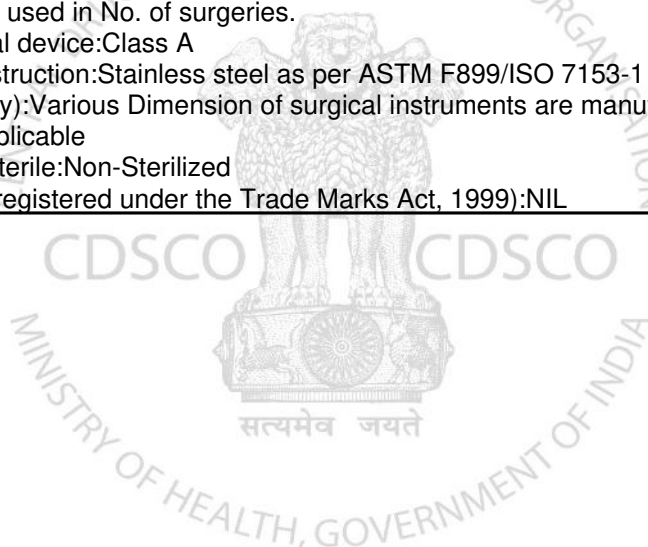 used in No. of surgeries.
al device:Class A
struction:Stainless steel as per ASTM F899/ISO 7153-1
y):Various Dimension of surgical instruments are manu
plicable
terile:Non-Sterilized
registered under the Trade Marks Act, 1999):NIL
CDSCO CDSCO
सत्यमेव जयते
MINISTRY OF HEALTH, GOVERNMENT OF INDIA